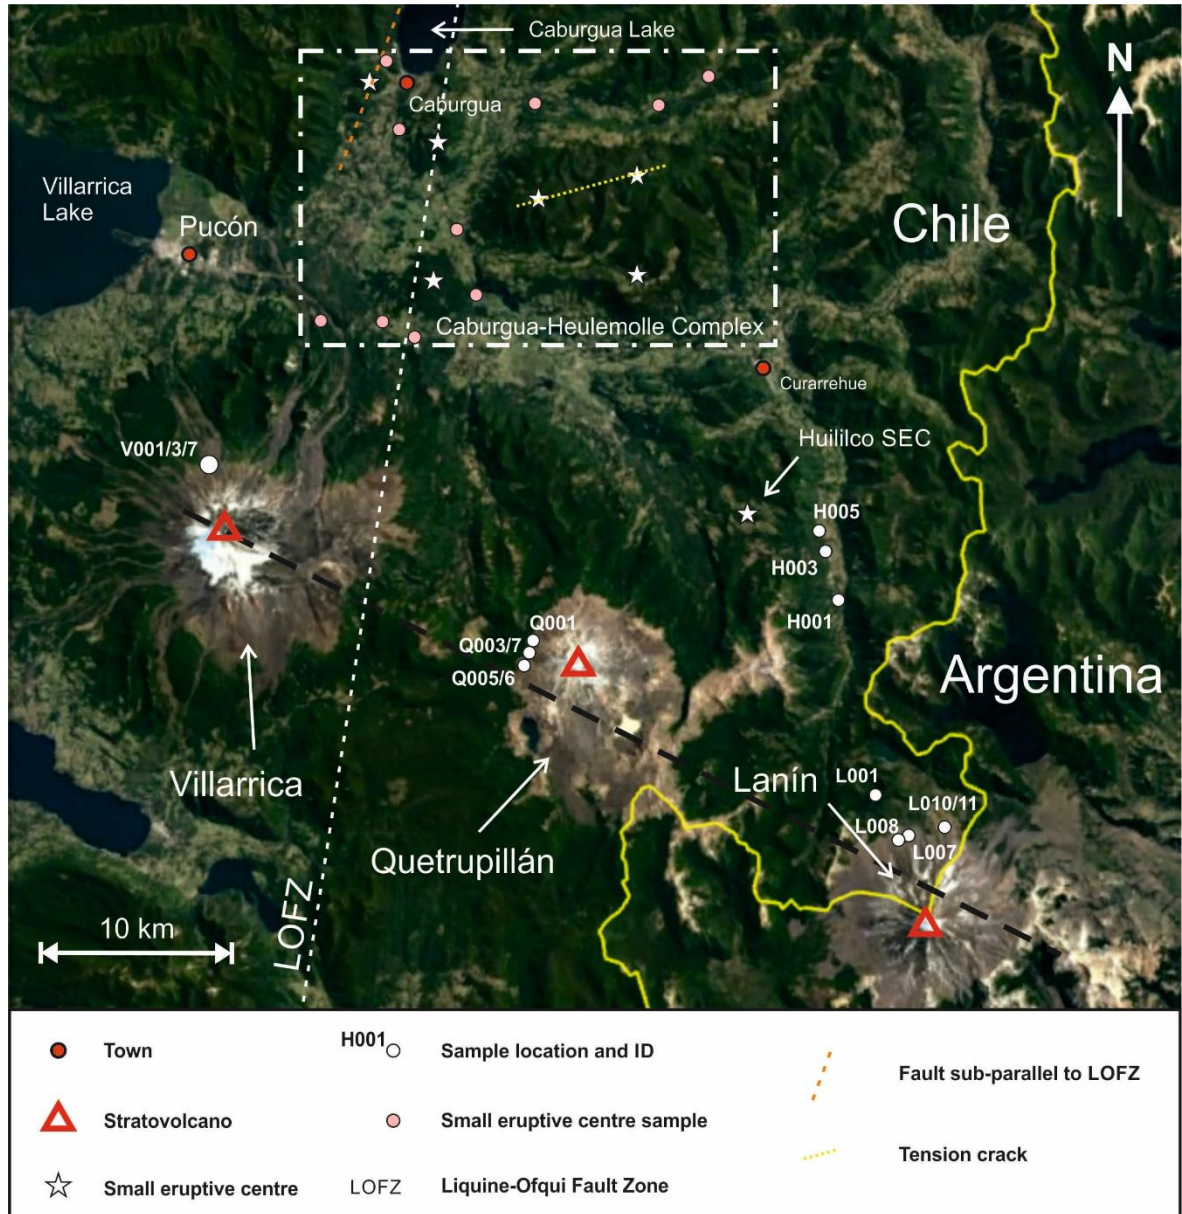 Caburgua Lake
N
Caburgua
Villarrica
Lake
Pucón
Chile
Caburgua-Heulemolle Complex
Curarrehue
Huililco SEC
V001/3/7
H005
H003
H001
Q001
Q003/7
Q005/6
Argentina
Villarrica
Lanín
L001
L010/11
L008
L007
Quetrupillán
10 km
LOFZ
Town
H001
Sample location and ID
Fault sub-parallel to LOFZ
Stratovolcano
Small eruptive centre sample
Tension crack
Small eruptive centre
LOFZ
Liquine-Ofqui Fault Zone